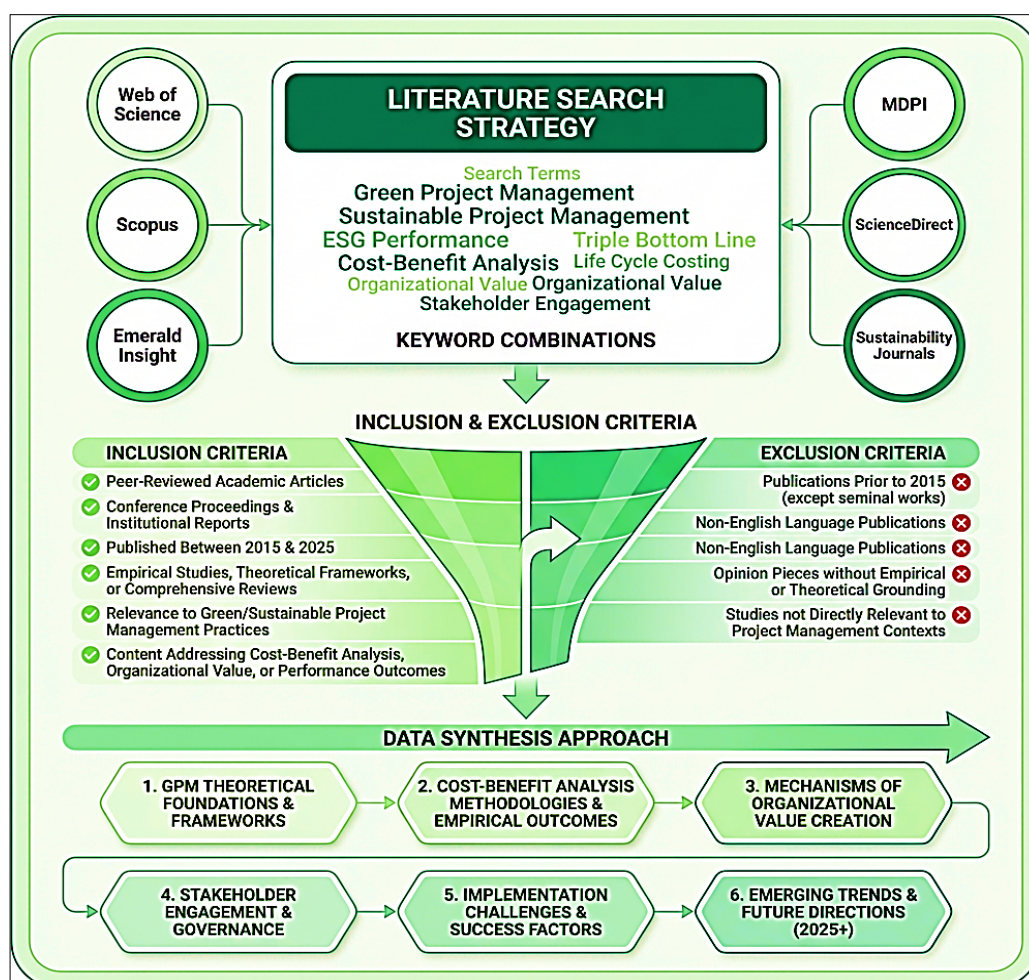 Web of
Science
Scopus
Emerald
Insight
LITERATURE SEARCH
STRATEGY
Search Terms
Green Project Management
Sustainable Project Management
ESG Performance
Triple Bottom Line
Cost-Benefit Analysis
Life Cycle Costing
Organizational Value
Organizational Value
Stakeholder Engagement
KEYWORD COMBINATIONS
MDPI
ScienceDirect
Sustainability
Journals
INCLUSION & EXCLUSION CRITERIA
INCLUSION CRITERIA
Peer-Reviewed Academic Articles
Conference Proceedings &
Institutional Reports
Published Between 2015 & 2025
Empirical Studies, Theoretical Frameworks,
or Comprehensive Reviews
Relevance to Green/Sustainable Project
Management Practices
Content Addressing Cost-Benefit Analysis,
Organizational Value, or Performance Outcomes
EXCLUSION CRITERIA
Publications Prior to 2015
(except seminal works)
Non-English Language Publications
Non-English Language Publications
Opinion Pieces without Empirical
or Theoretical Grounding
Studies not Directly Relevant to
Project Management Contexts
DATA SYNTHESIS APPROACH
1. GPM THEORETICAL
FOUNDATIONS &
FRAMEWORKS
2. COST-BENEFIT ANALYSIS
METHODOLOGIES &
EMPIRICAL OUTCOMES
3. MECHANISMS OF
ORGANIZATIONAL
VALUE CREATION
4. STAKEHOLDER
ENGAGEMENT &
GOVERNANCE
5. IMPLEMENTATION
CHALLENGES &
SUCCESS FACTORS
6. EMERGING TRENDS &
FUTURE DIRECTIONS
(2025+)